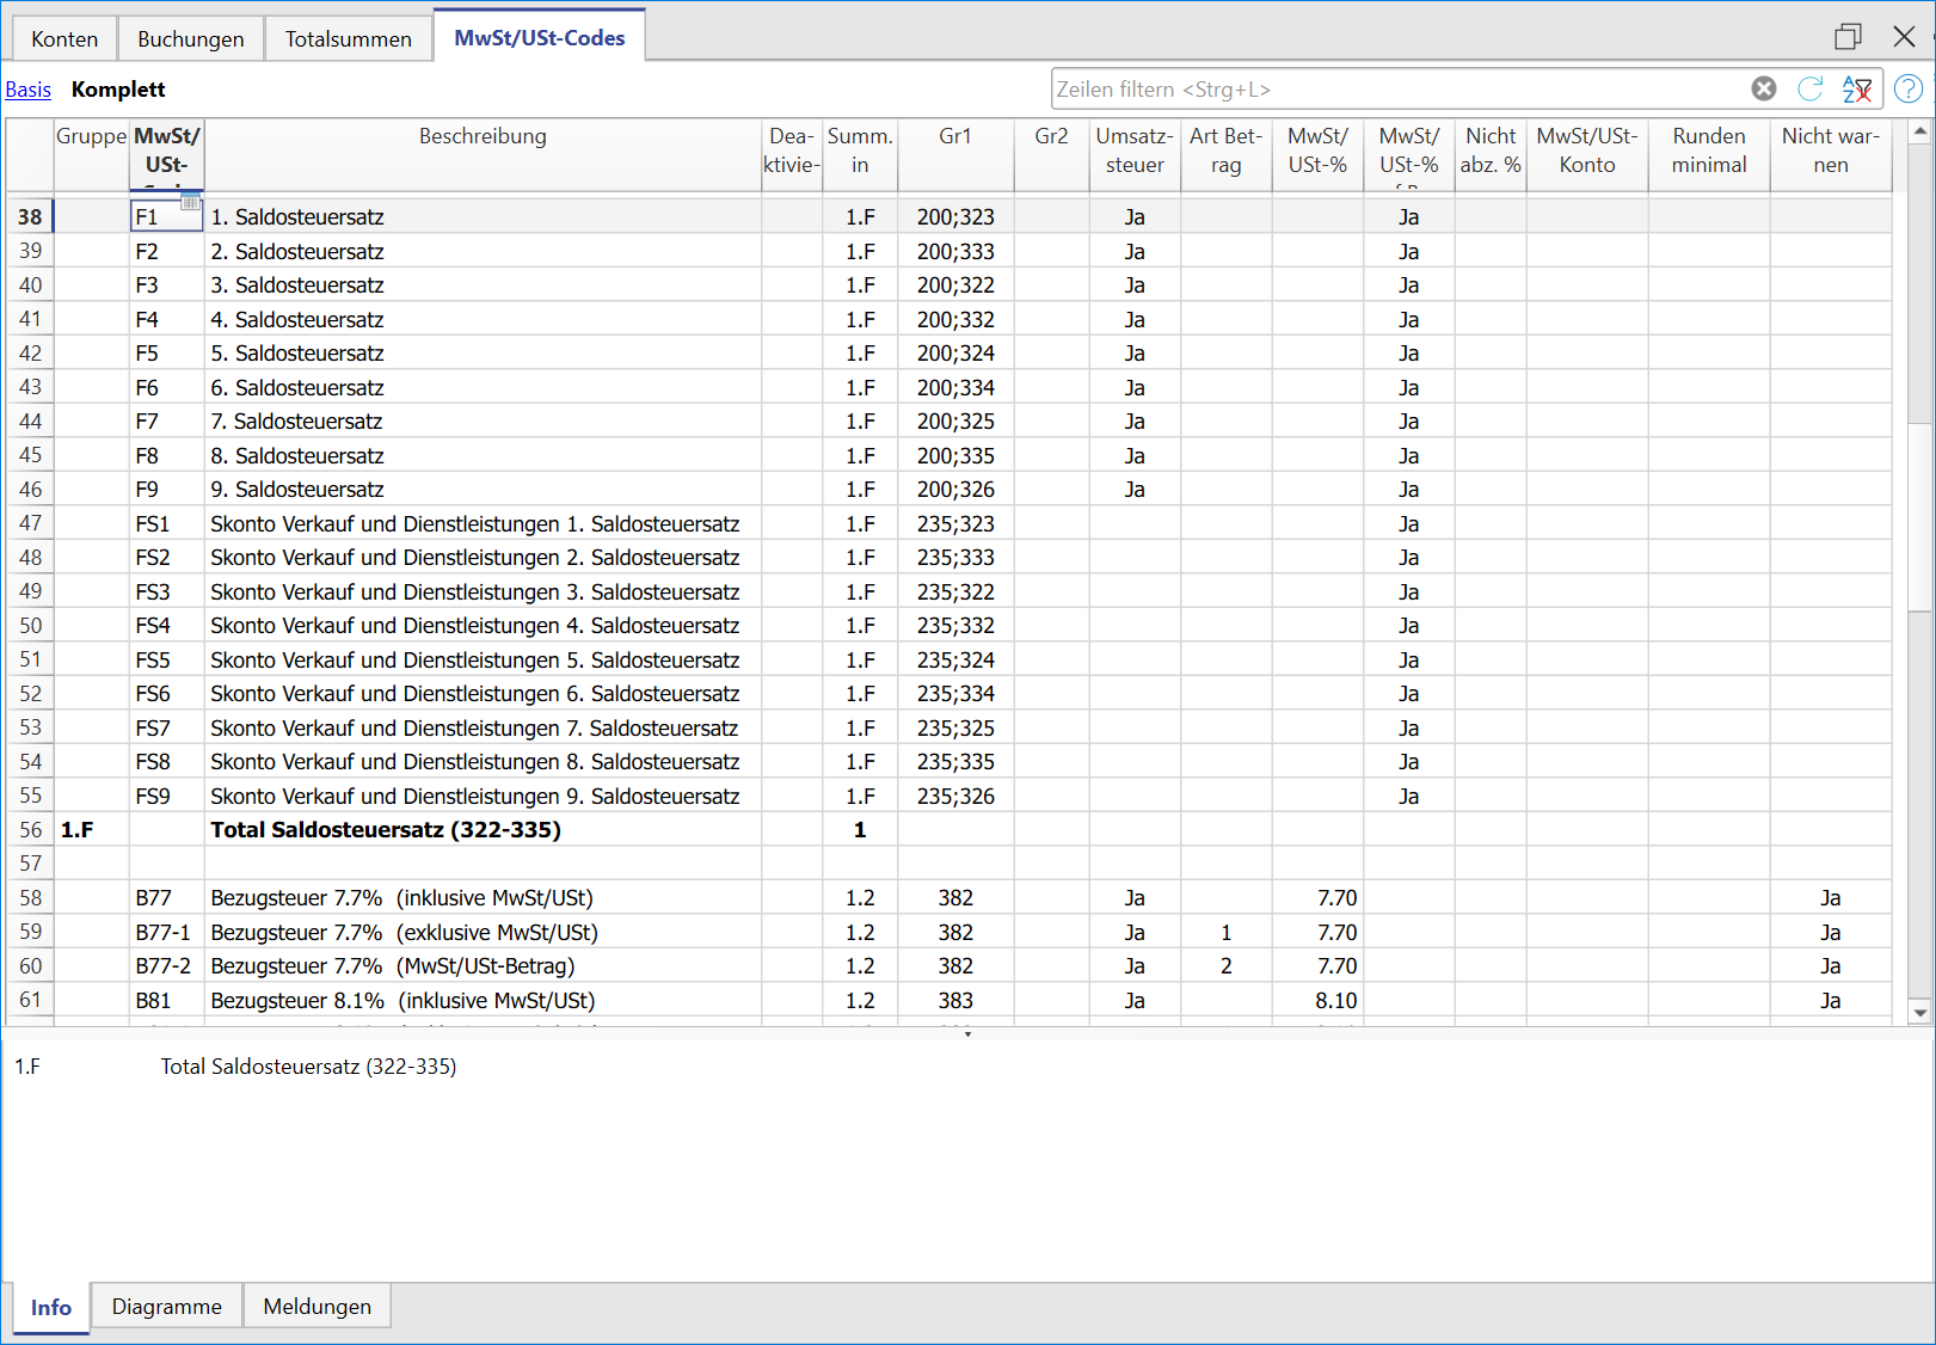 Konten Buchungen Totalsummen MwSt/USt-Codes
Basis Komplett Zeilen filtern <Strg+L>
Gruppe MwSt/ Beschreibung Dea- Summ. Gr1 Gr2 Umsatz- Art Bet- MwSt/ MwSt/ Nicht MwSt/USt- Runden Nicht war-
USt- ktivie- in steuer rag USt-% USt-% abz. % Konto minimal nen
38 F1 1. Saldosteuersatz 1.F 200;323 Ja Ja
39 F2 2. Saldosteuersatz 1.F 200;333 Ja Ja
40 F3 3. Saldosteuersatz 1.F 200;322 Ja Ja
41 F4 4. Saldosteuersatz 1.F 200;332 Ja Ja
42 F5 5. Saldosteuersatz 1.F 200;324 Ja Ja
43 F6 6. Saldosteuersatz 1.F 200;334 Ja Ja
44 F7 7. Saldosteuersatz 1.F 200;325 Ja Ja
45 F8 8. Saldosteuersatz 1.F 200;335 Ja Ja
46 F9 9. Saldosteuersatz 1.F 200;326 Ja Ja
47 FS1 Skonto Verkauf und Dienstleistungen 1. Saldosteuersatz 1.F 235;323 Ja
48 FS2 Skonto Verkauf und Dienstleistungen 2. Saldosteuersatz 1.F 235;333 Ja
49 FS3 Skonto Verkauf und Dienstleistungen 3. Saldosteuersatz 1.F 235;322 Ja
50 FS4 Skonto Verkauf und Dienstleistungen 4. Saldosteuersatz 1.F 235;332 Ja
51 FS5 Skonto Verkauf und Dienstleistungen 5. Saldosteuersatz 1.F 235;324 Ja
52 FS6 Skonto Verkauf und Dienstleistungen 6. Saldosteuersatz 1.F 235;334 Ja
53 FS7 Skonto Verkauf und Dienstleistungen 7. Saldosteuersatz 1.F 235;325 Ja
54 FS8 Skonto Verkauf und Dienstleistungen 8. Saldosteuersatz 1.F 235;335 Ja
55 FS9 Skonto Verkauf und Dienstleistungen 9. Saldosteuersatz 1.F 235;326 Ja
56 1.F Total Saldosteuersatz (322-335) 1
57
58 B77 Bezugsteuer 7.7% (inklusive MwSt/USt) 1.2 382 Ja 7.70 Ja
59 B77-1 Bezugsteuer 7.7% (exklusive MwSt/USt) 1.2 382 Ja 1 7.70 Ja
60 B77-2 Bezugsteuer 7.7% (MwSt/USt-Betrag) 1.2 382 Ja 2 7.70 Ja
61 B81 Bezugsteuer 8.1% (inklusive MwSt/USt) 1.2 383 Ja 8.10 Ja
1.F Total Saldosteuersatz (322-335)
Info Diagramme Meldungen